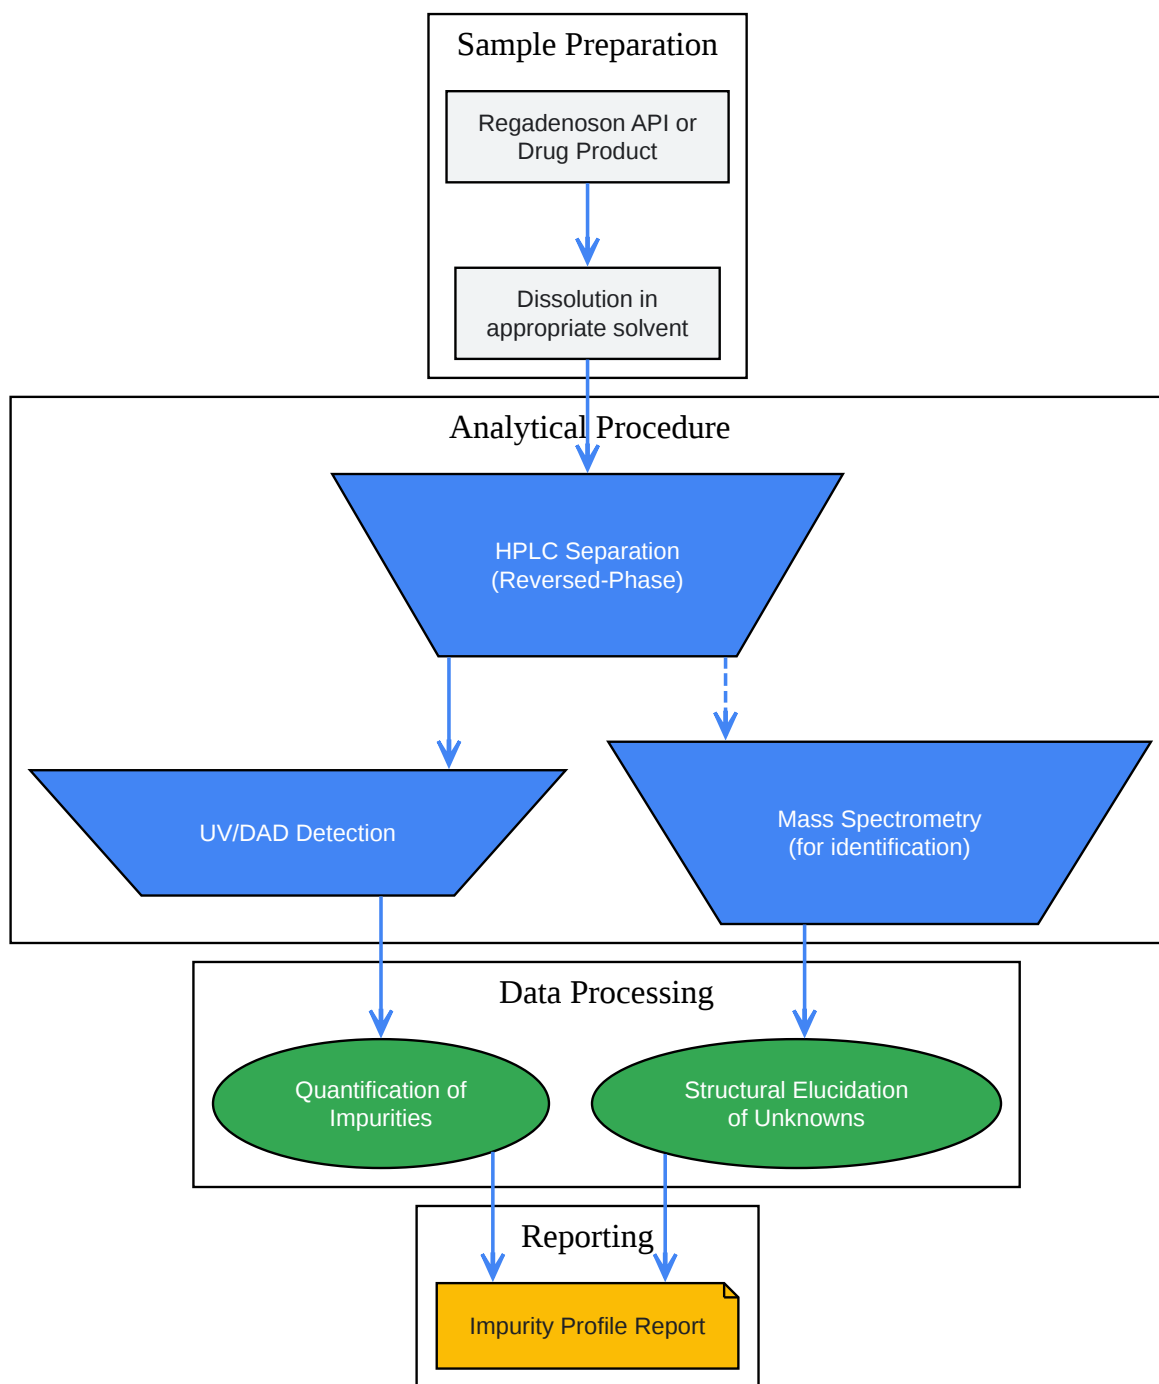 Sample Preparation
Regadenoson API or
Drug Product
Dissolution in
appropriate solvent
Analytical Procedure
HPLC Separation
(Reversed-Phase)
UV/DAD Detection
Mass Spectrometry
(for identification)
Data Processing
Quantification of
Impurities
Structural Elucidation
of Unknowns
Reporting
Impurity Profile Report